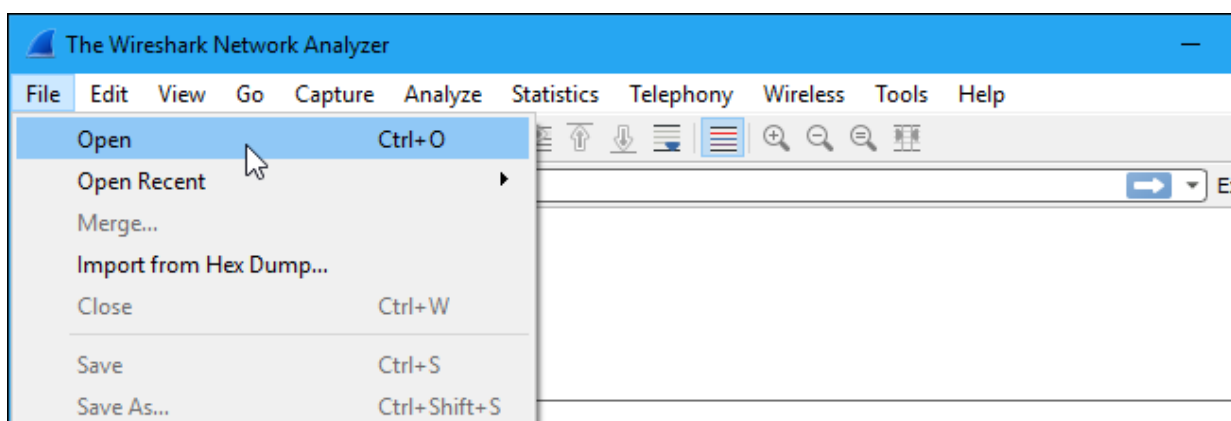 The Wireshark Network Analyzer
File Edit View Go Capture Analyze Statistics Telephony Wireless Tools Help
Open Ctrl+O
Open Recent
Merge...
Import from Hex Dump...
Close Ctrl+W
Save Ctrl+S
Save As... Ctrl+Shift+S